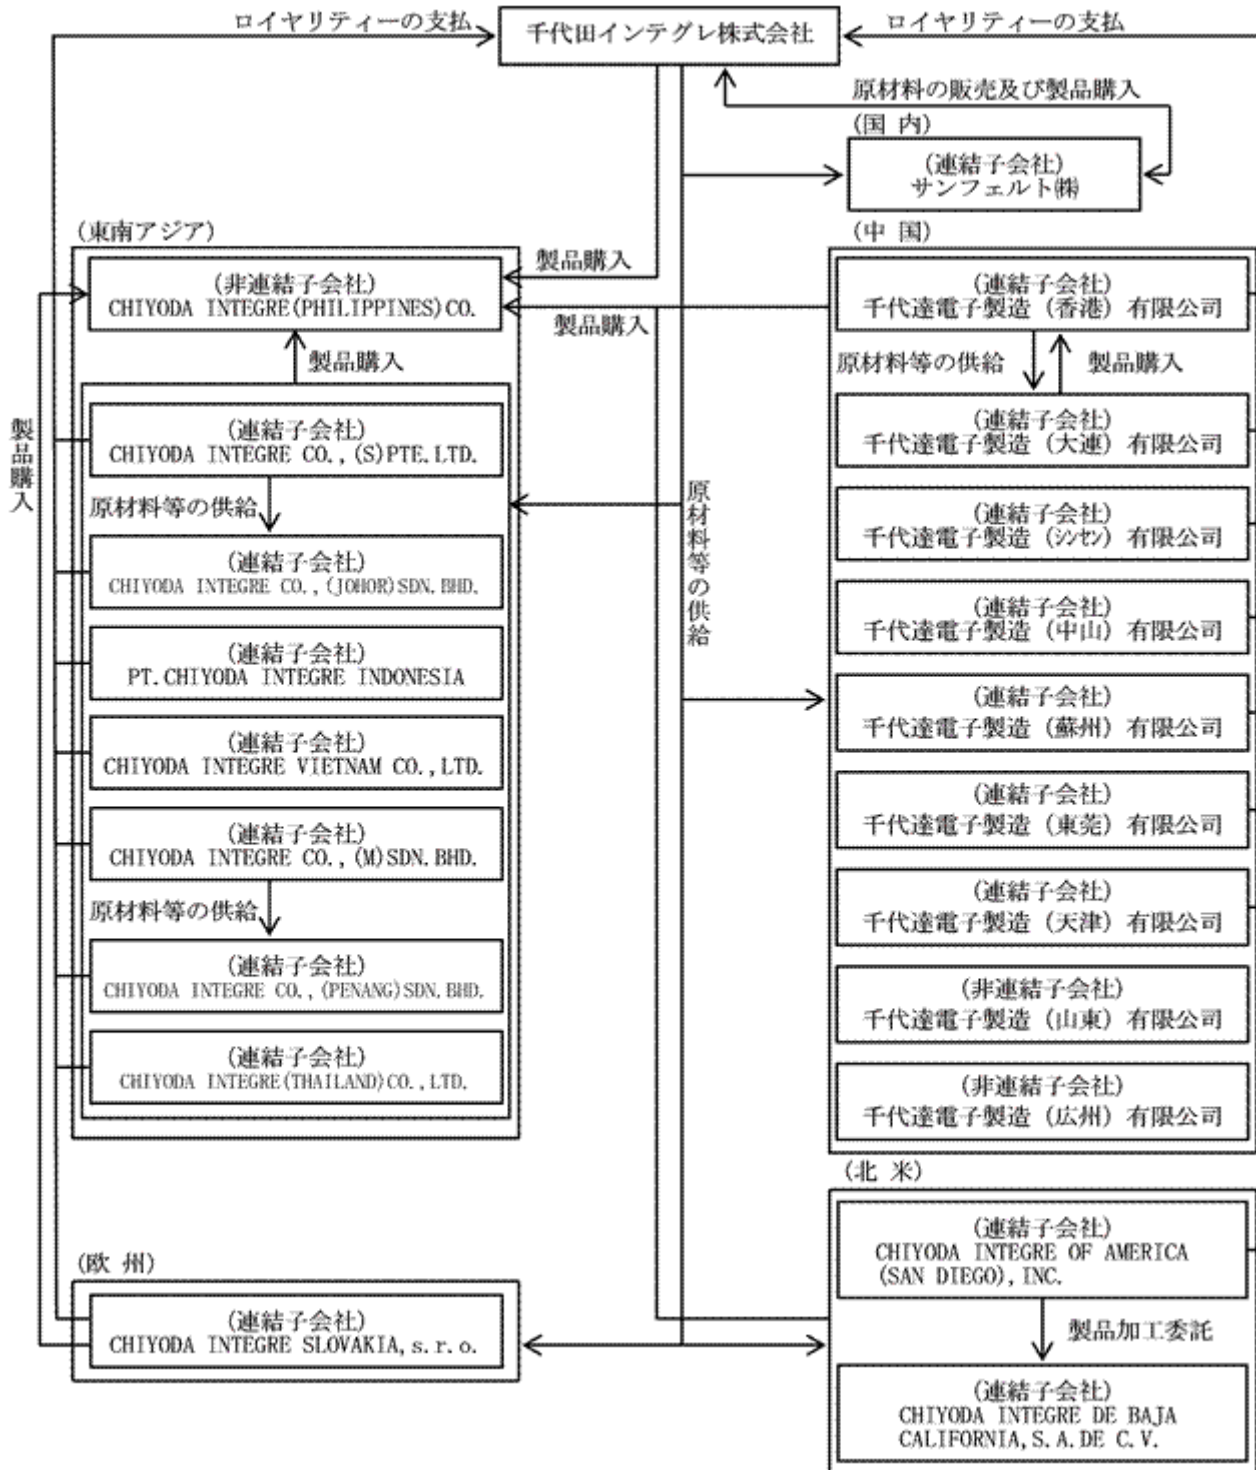 ロイヤリティーの支払
千代田インテグレ株式会社
ロイヤリティーの支払
原材料の販売及び製品購入
(国 内)
(連結子会社)
サンフェルト㈱
(東南アジア)
(非連結子会社)
CHIYODA INTEGRE(PHILIPPINES)CO.
製品購入
製品購入
製品購入
(連結子会社)
CHIYODA INTEGRE CO.,(S)PTE.LTD.
原材料等の供給
(連結子会社)
CHIYODA INTEGRE CO.,(JOHOR)SDN.BHD.
(連結子会社)
PT.CHIYODA INTEGRE INDONESIA
(連結子会社)
CHIYODA INTEGRE VIETNAM CO.,LTD.
(連結子会社)
CHIYODA INTEGRE CO.,(M)SDN.BHD.
原材料等の供給
(連結子会社)
CHIYODA INTEGRE CO.,(PENANG)SDN.BHD.
(連結子会社)
CHIYODA INTEGRE(THAILAND)CO.,LTD.
製品購入
原材料等の供給
(中 国)
(連結子会社)
千代達電子製造(香港)有限公司
原材料等の供給
製品購入
(連結子会社)
千代達電子製造(大連)有限公司
(連結子会社)
千代達電子製造(ｼﾝｾﾝ)有限公司
(連結子会社)
千代達電子製造(中山)有限公司
(連結子会社)
千代達電子製造(蘇州)有限公司
(連結子会社)
千代達電子製造(東莞)有限公司
(連結子会社)
千代達電子製造(天津)有限公司
(非連結子会社)
千代達電子製造(山東)有限公司
(非連結子会社)
千代達電子製造(広州)有限公司
(欧 州)
(連結子会社)
CHIYODA INTEGRE SLOVAKIA,s.r.o.
(北 米)
(連結子会社)
CHIYODA INTEGRE OF AMERICA
(SAN DIEGO),INC.
製品加工委託
(連結子会社)
CHIYODA INTEGRE DE BAJA
CALIFORNIA,S.A.DE C.V.